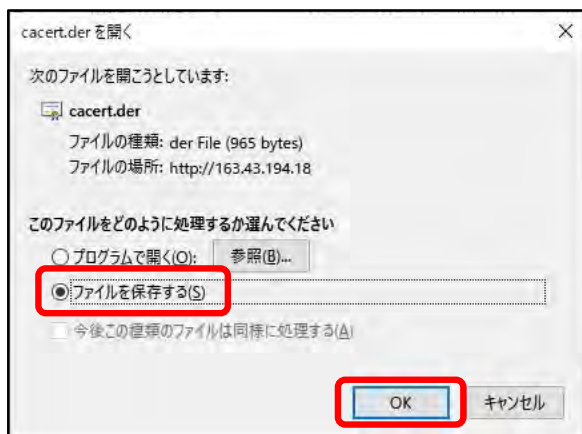 cacert.der を開く
次のファイルを開こうとしています:
cacert.der
ファイルの種類: der File (965 bytes)
ファイルの場所: http://163.43.194.18
このファイルをどのように処理するか選んでください
プログラムで開く(O): 参照(B)...
ファイルを保存する(S)
今後この種類のファイルは同様に処理する(A)
OK キャンセル